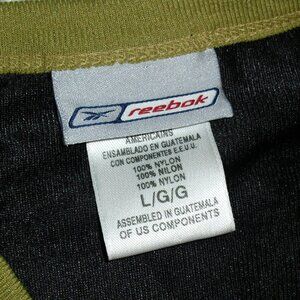 reebok
AMERICAINS
ENSAMBLADO EN GUATEMALA
CON COMPONENTES E.E.U.U.
100% NYLON
100% NILON
100% NYLON
L/G/G
ASSEMBLED IN GUATEMALA
OF US COMPONENTS